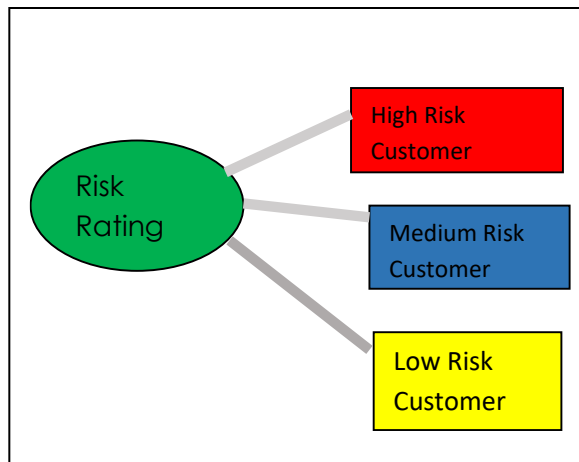 Risk
Rating
High Risk
Customer
Medium Risk
Customer
Low Risk
Customer